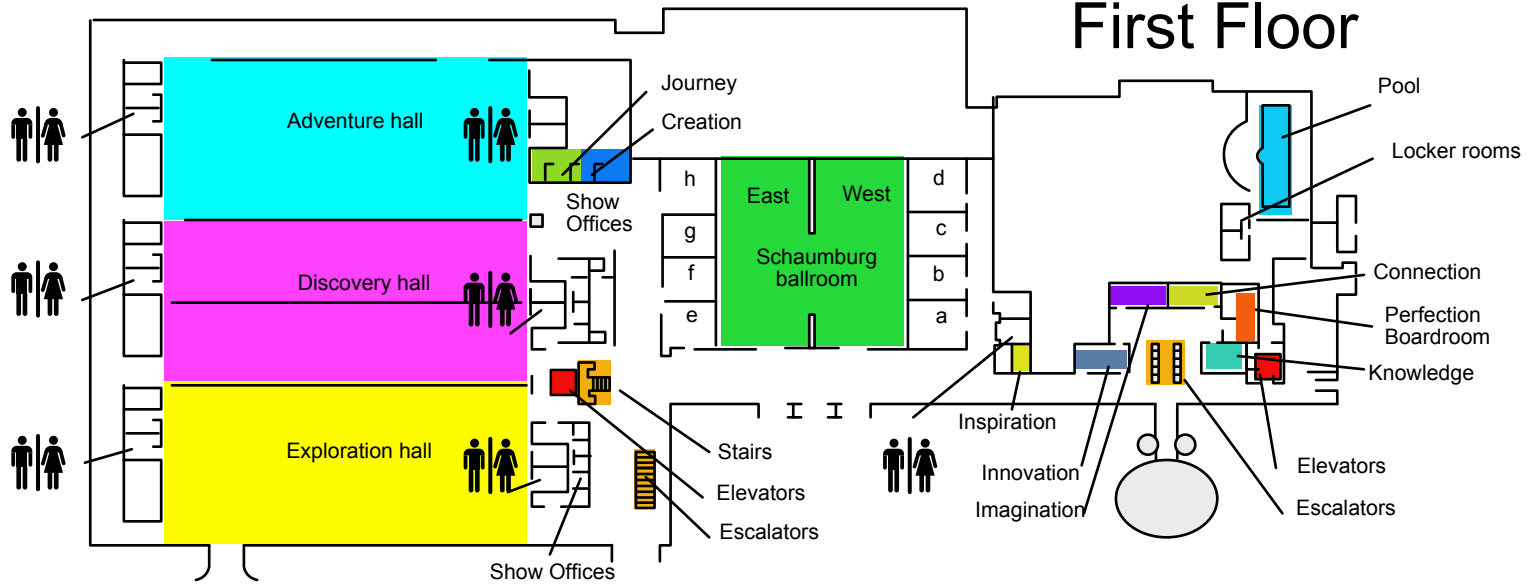 First Floor
Journey
Creation
Pool
Locker rooms
Adventure hall
Show
Offices
h
g
f
e
East
West
Schaumburg
ballroom
d
c
b
a
Discovery hall
Connection
Perfection
Boardroom
Knowledge
Inspiration
Innovation
Imagination
Elevators
Escalators
Exploration hall
Stairs
Elevators
Escalators
Show Offices